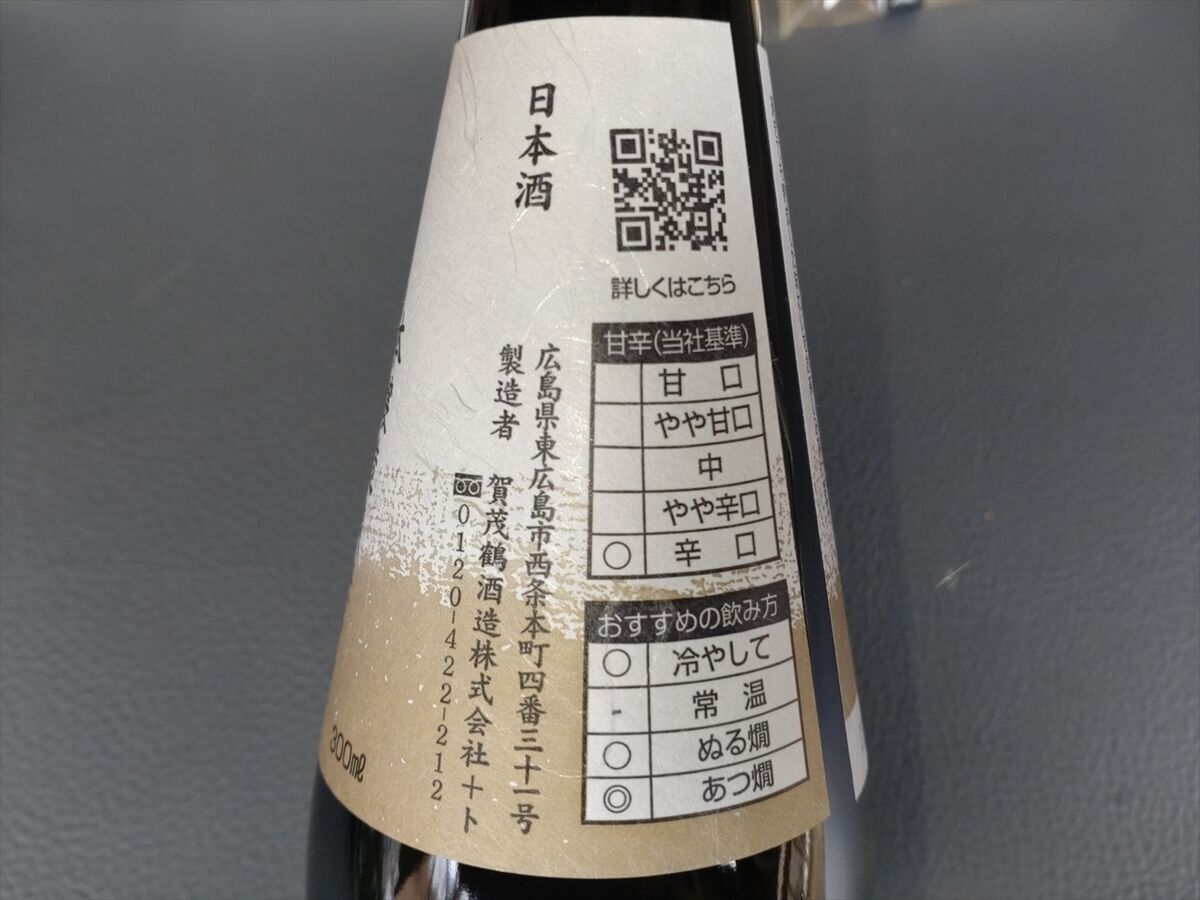 日本酒
詳しくはこちら
甘辛(当社基準)
甘 口
やや甘口
中
やや辛口
○ 辛 口
おすすめの飲み方
○ 冷やして
- 常 温
○ ぬる燗
◎ あつ燗
広島県東広島市西条本町四番三十一号
製造者 賀茂鶴酒造株式会社 +ト
0120-422-212
300㎖